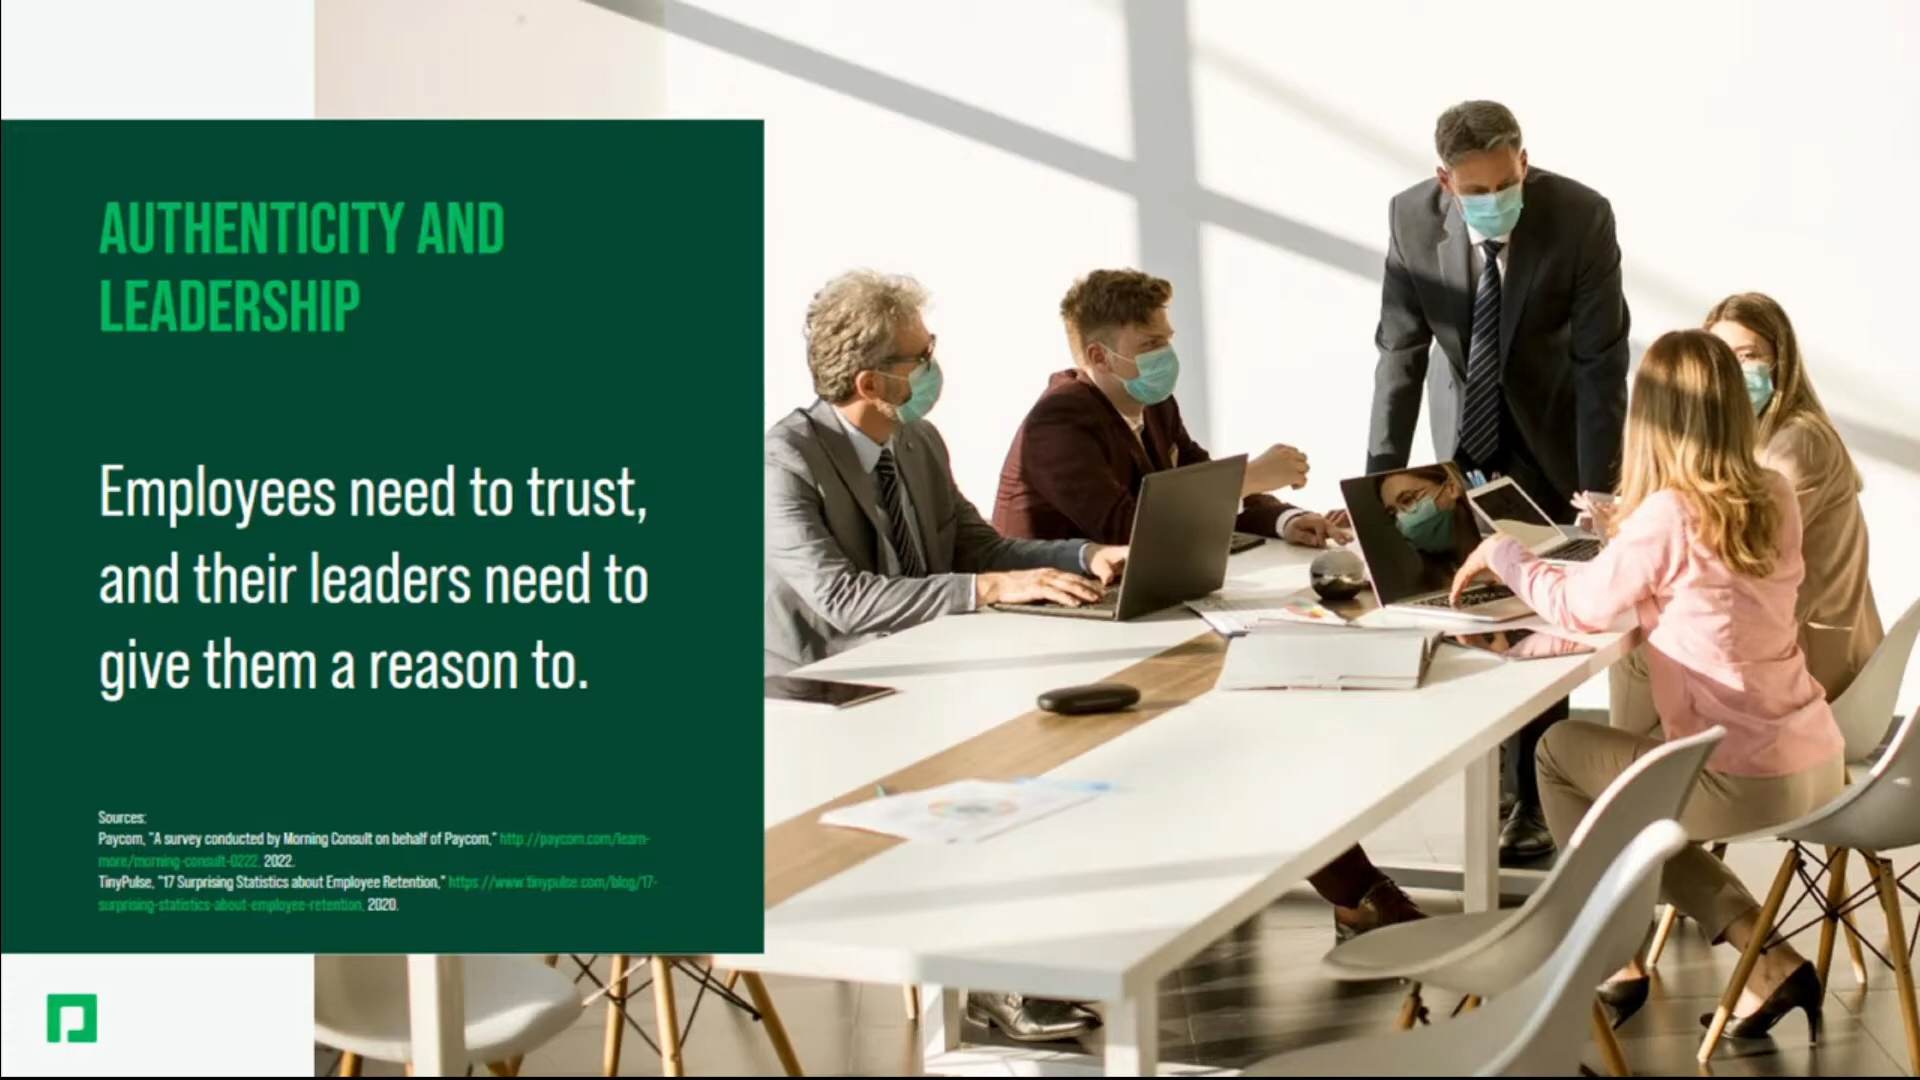 AUTHENTICITY AND
LEADERSHIP
Employees need to trust,
and their leaders need to
give them a reason to.
Sources:
Paycom, "A survey conducted by Morning Consult on behalf of Paycom," http://paycom.com/learn-
more/morning-consult-0222, 2022.
TinyPulse, "17 Surprising Statistics about Employee Retention," https://www.tinypulse.com/blog/17-
surprising-statistics-about-employee-retention, 2020.